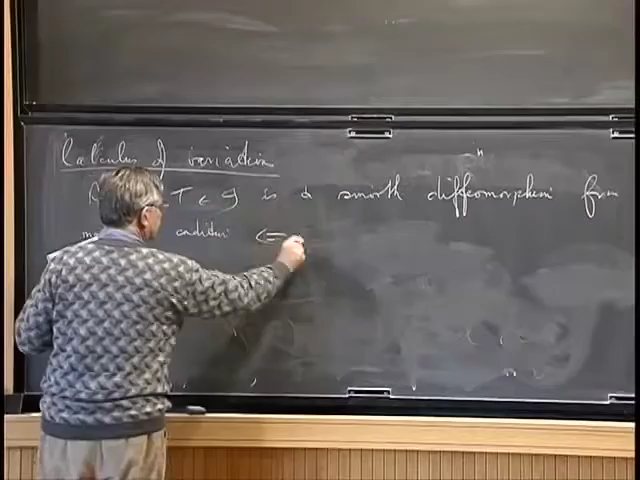 Calculus of variation
T ∈ G is a smooth diffeomorphism from
condition ⇐